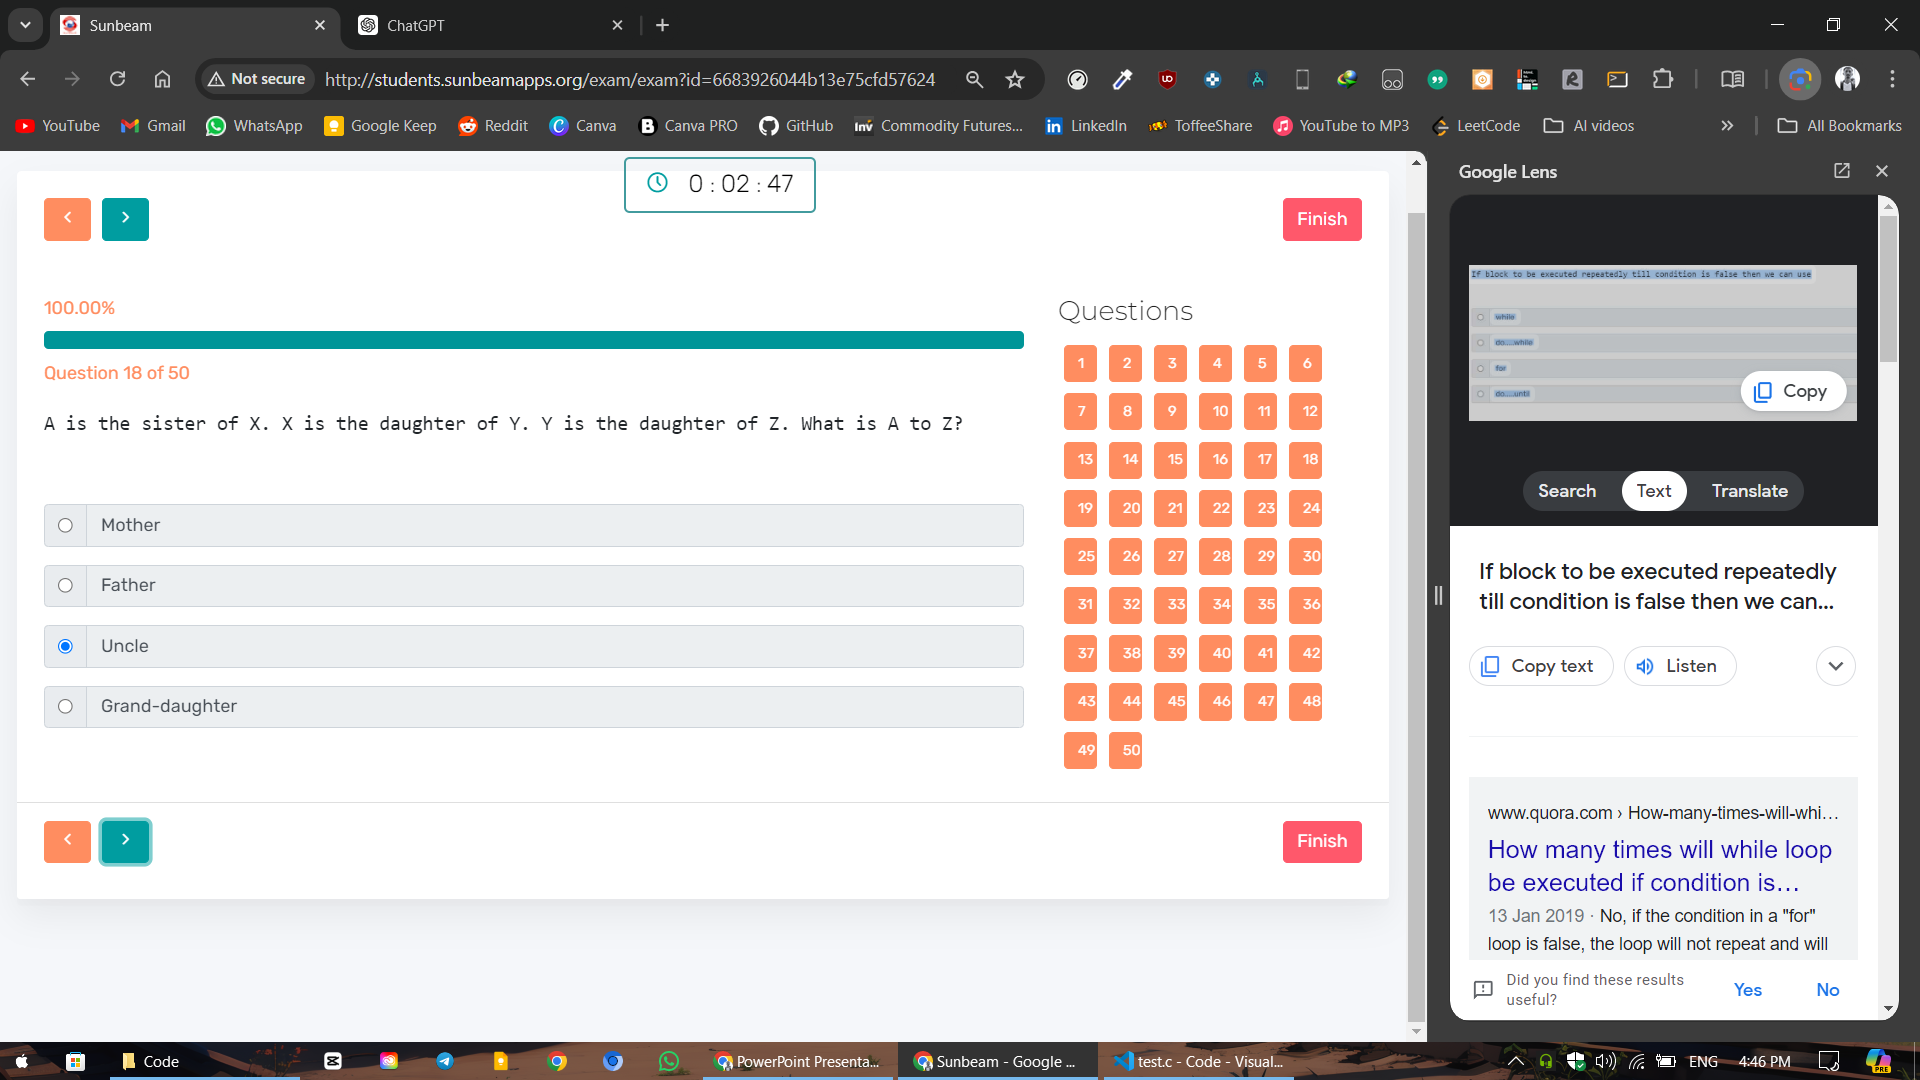 Sunbeam
ChatGPT
Not secure
http://students.sunbeamapps.org/exam/exam?id=6683926044b13e75cfd57624
YouTube
Gmail
WhatsApp
Google Keep
Reddit
Canva
Canva PRO
GitHub
Inv Commodity Futures...
LinkedIn
ToffeeShare
YouTube to MP3
LeetCode
AI videos
All Bookmarks
0 : 02 : 47
Finish
100.00%
Question 18 of 50
A is the sister of X. X is the daughter of Y. Y is the daughter of Z. What is A to Z?
Mother
Father
Uncle
Grand-daughter
Questions
1 2 3 4 5 6
7 8 9 10 11 12
13 14 15 16 17 18
19 20 21 22 23 24
25 26 27 28 29 30
31 32 33 34 35 36
37 38 39 40 41 42
43 44 45 46 47 48
49 50
Finish
Google Lens
If block to be executed repeatedly till condition is false then we can use
while
do....while
for
do....until
Copy
Search
Text
Translate
If block to be executed repeatedly
till condition is false then we can...
Copy text
Listen
www.quora.com › How-many-times-will-whi...
How many times will while loop
be executed if condition is...
13 Jan 2019 · No, if the condition in a "for"
loop is false, the loop will not repeat and will
Did you find these results
useful?
Yes
No
Code
PowerPoint Presenta...
Sunbeam - Google ...
test.c - Code - Visual...
ENG
4:46 PM
PRE